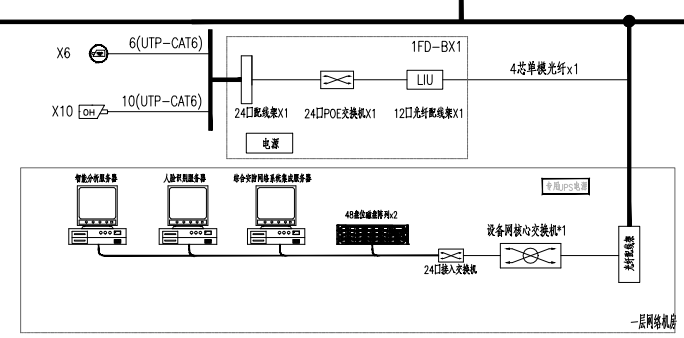 6(UTP-CAT6)
1FD-BX1
X6
4芯单模光纤x1
LIU
10(UTP-CAT6)
X10
OH
24口配线架X1
24口POE交换机X1
12口光纤配线架X1
电源
智能分析服务器
人脸识别服务器
综合安防网络系统集成服务器
专用UPS电源
48盘位磁盘阵列x2
设备网核心交换机*1
光纤配线架
24口接入交换机
一层网络机房